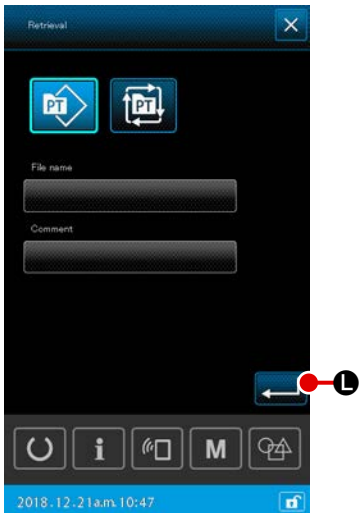 Retrieval
PT
PT
File name
Comment
L
i
M
2018.12.21a.m.10:47